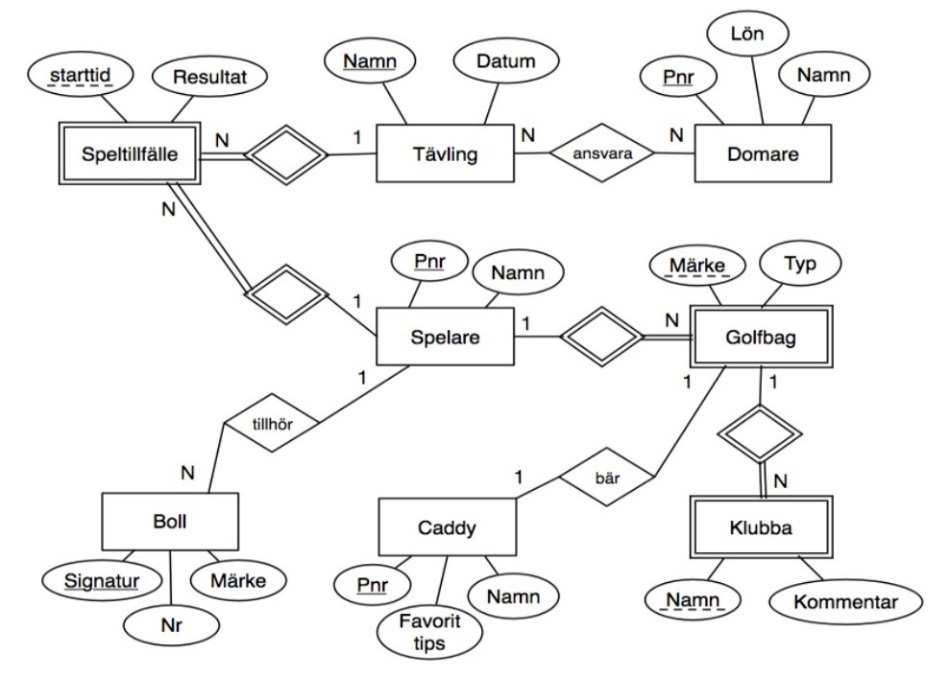 Lön
starttid
Resultat
Namn
Datum
Pnr
Namn
Speltillfälle
N
1
Tävling
N
ansvara
N
Domare
N
Pnr
Namn
Märke
Typ
1
Spelare
1
N
Golfbag
1
1
1
tillhör
N
1
bär
N
Boll
Caddy
Klubba
Signatur
Märke
Pnr
Namn
Namn
Kommentar
Nr
Favorit
tips